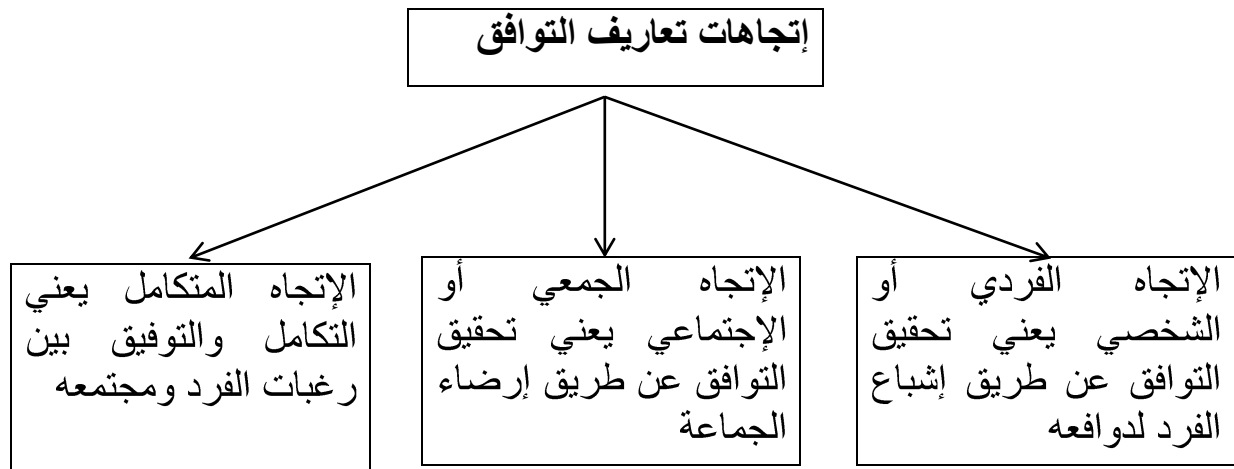 إتجاهات تعاريف التوافق
الإتجاه الفردي أو
الشخصي يعني تحقيق
التوافق عن طريق إشباع
الفرد لدوافعه
الإتجاه الجمعي أو
الإجتماعي يعني تحقيق
التوافق عن طريق إرضاء
الجماعة
الإتجاه المتكامل يعني
التكامل والتوفيق بين
رغبات الفرد ومجتمعه